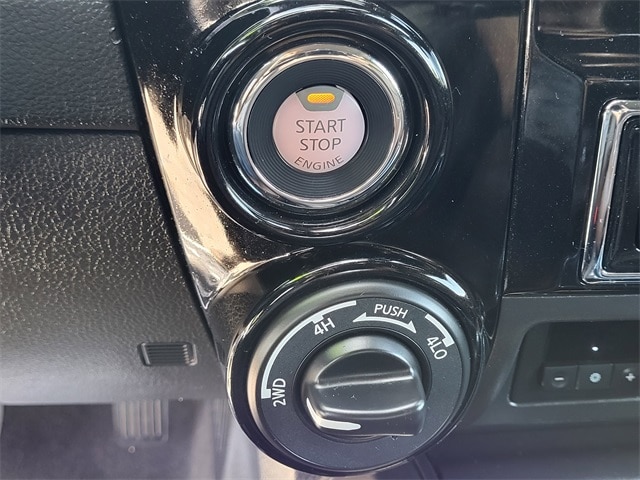 START
STOP
ENGINE
PUSH
4H
4LO
2WD